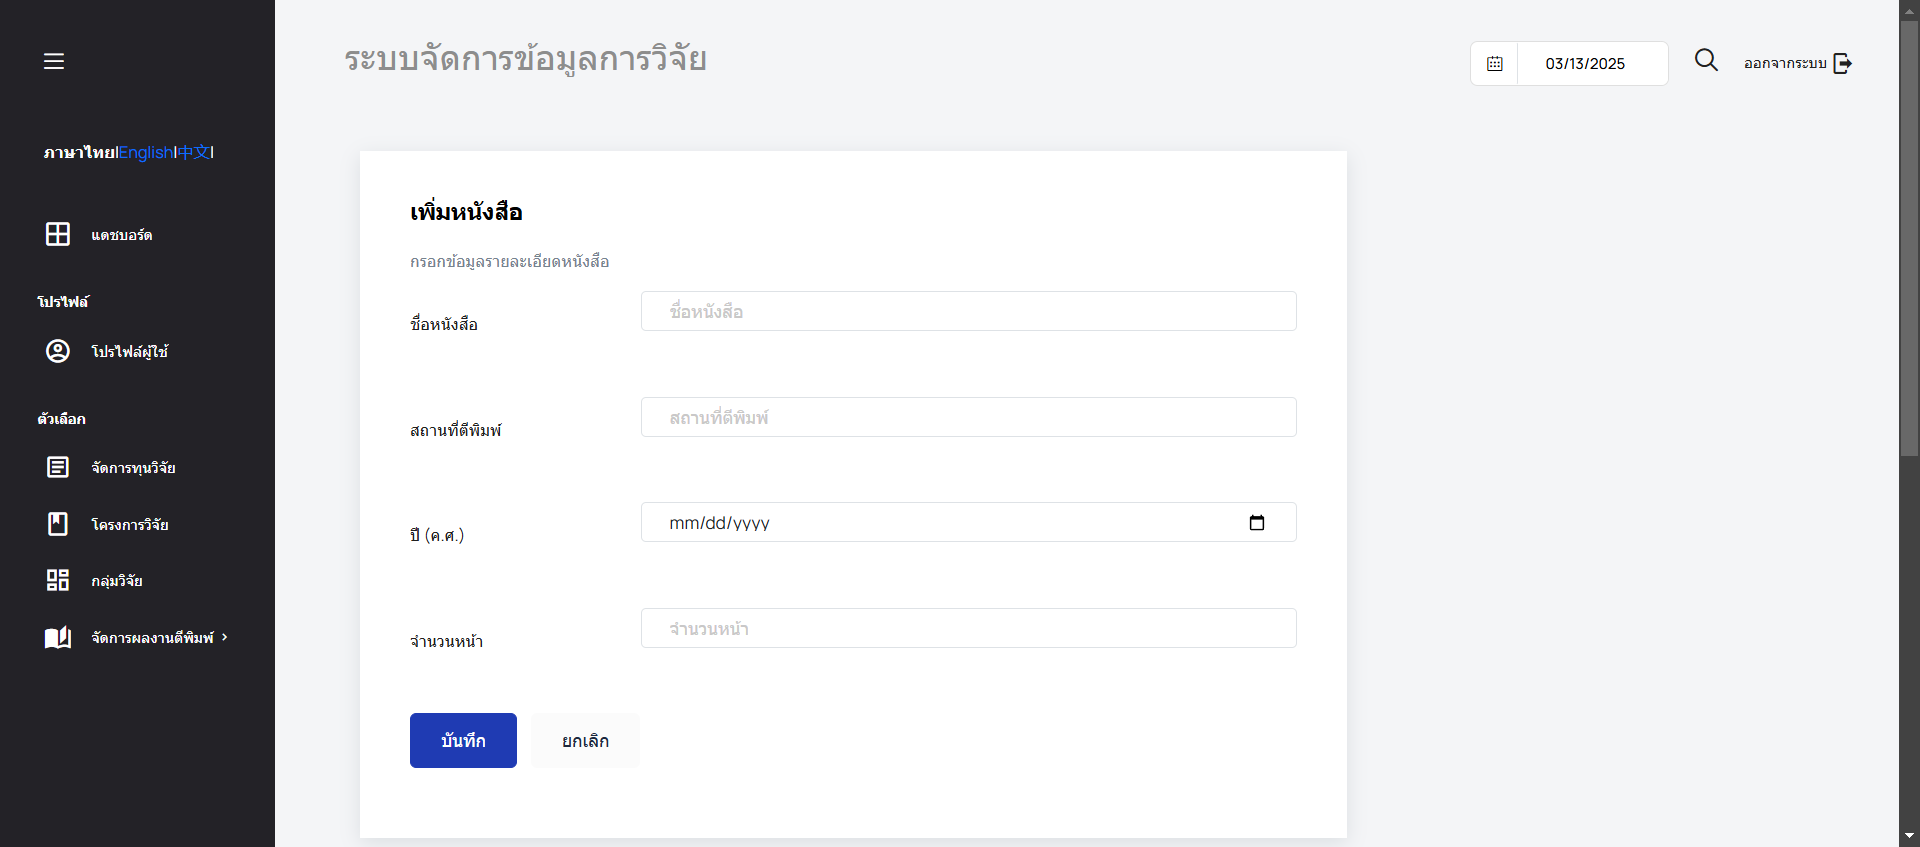 ระบบจัดการข้อมูลการวิจัย
03/13/2025
ออกจากระบบ
ภาษาไทย|English|中文|
แดชบอร์ด
โปรไฟล์
โปรไฟล์ผู้ใช้
ตัวเลือก
จัดการทุนวิจัย
โครงการวิจัย
กลุ่มวิจัย
จัดการผลงานตีพิมพ์
เพิ่มหนังสือ
กรอกข้อมูลรายละเอียดหนังสือ
ชื่อหนังสือ
ชื่อหนังสือ
สถานที่ตีพิมพ์
สถานที่ตีพิมพ์
ปี (ค.ศ.)
mm/dd/yyyy
จำนวนหน้า
จำนวนหน้า
บันทึก
ยกเลิก